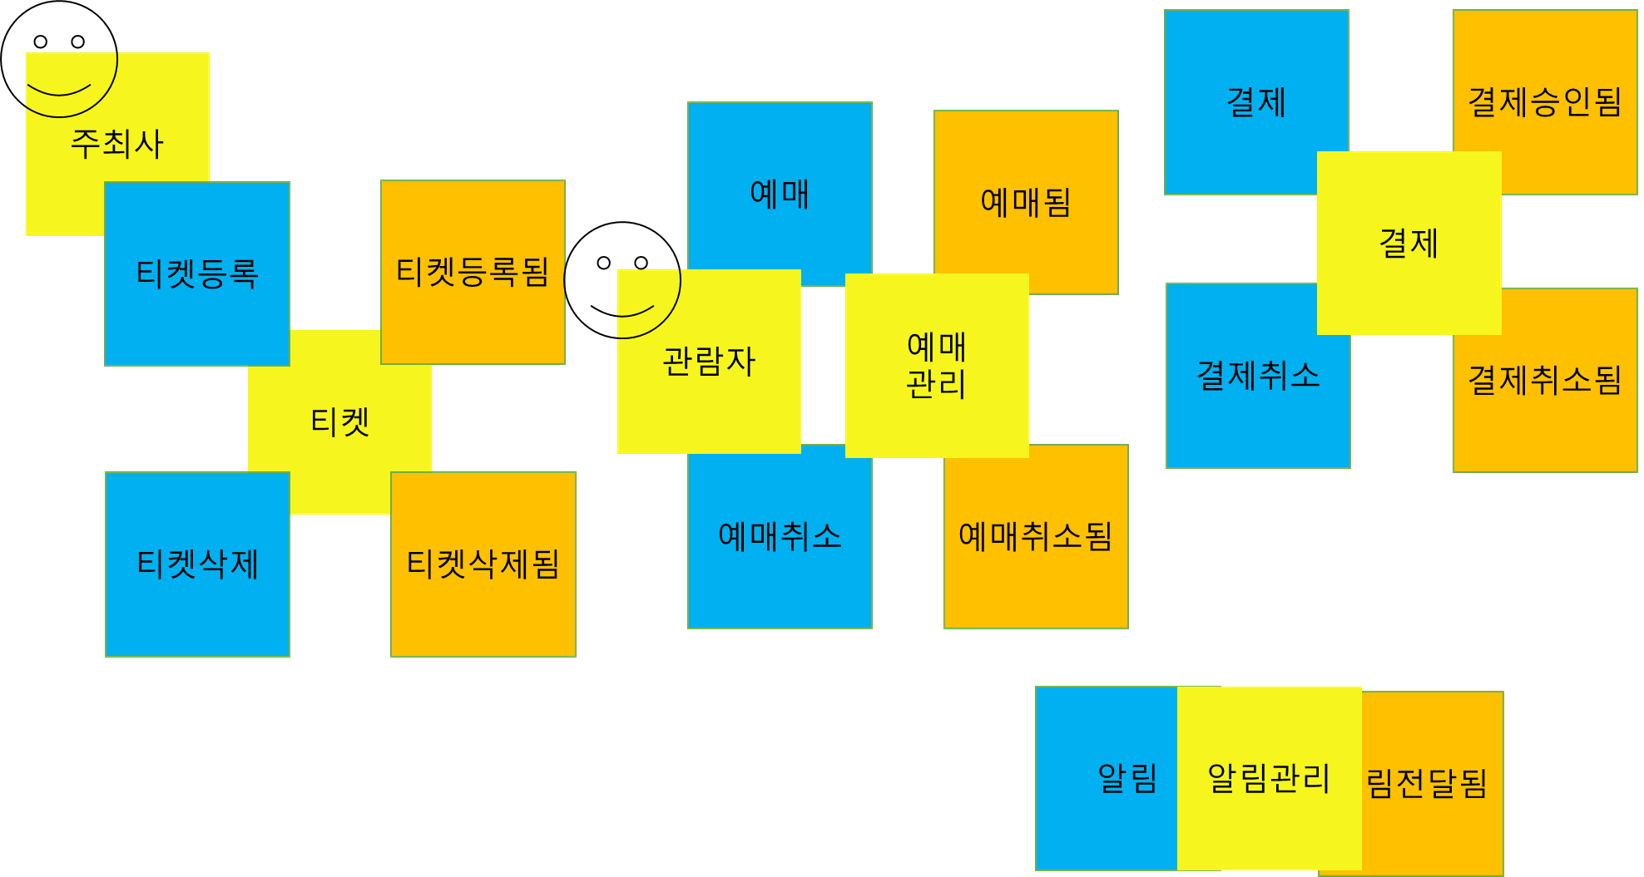 주최사
티켓등록
티켓등록됨
티켓
티켓삭제
티켓삭제됨
예매
예매됨
관람자
예매
관리
예매취소
예매취소됨
결제
결제승인됨
결제
결제취소
결제취소됨
알림
알림관리
림전달됨